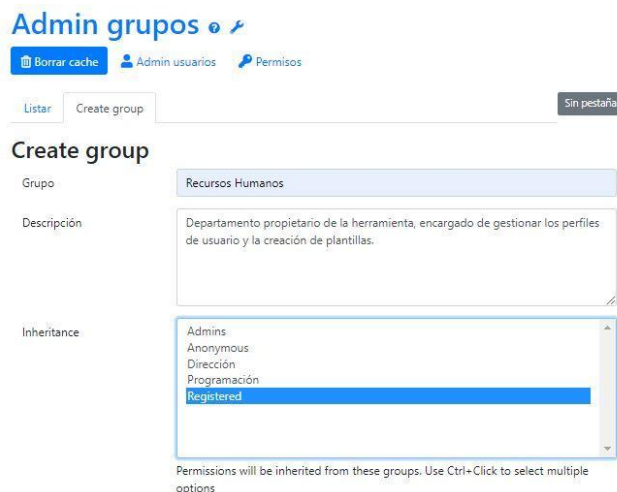 Admin grupos
Borrar cache Admin usuarios Permisos
Listar Create group Sin pestaña
Create group
Grupo Recursos Humanos
Descripción Departamento propietario de la herramienta, encargado de gestionar los perfiles
de usuario y la creación de plantillas.
Inheritance Admins
Anonymous
Dirección
Programación
Registered
Permissions will be inherited from these groups. Use Ctrl+Click to select multiple
options